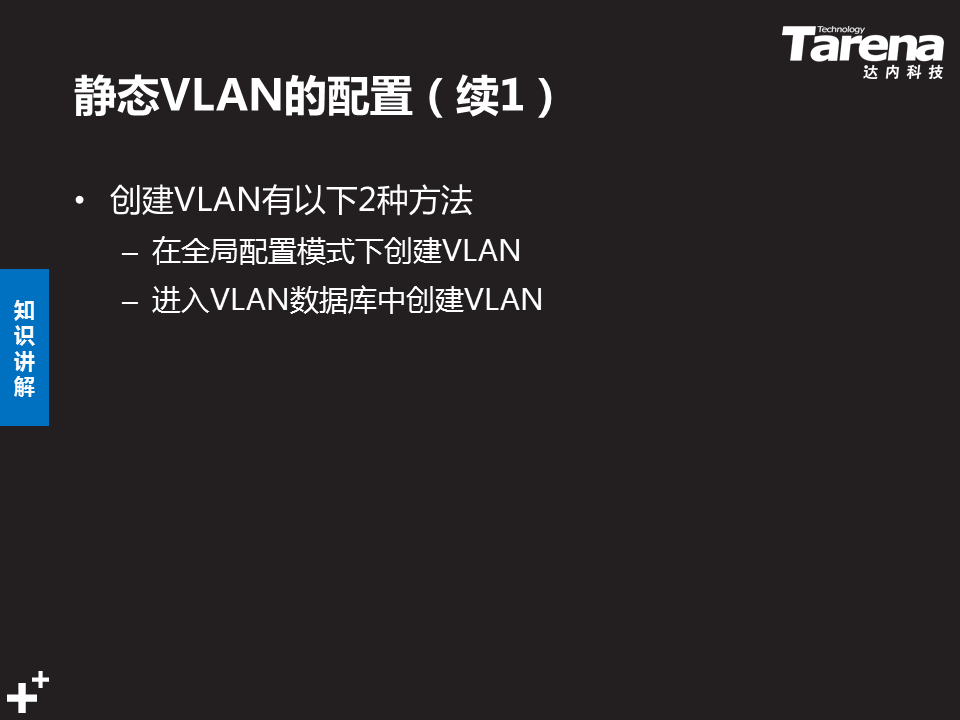 Technology
Tarena
达内科技
静态VLAN的配置（续1）
• 创建VLAN有以下2种方法
– 在全局配置模式下创建VLAN
– 进入VLAN数据库中创建VLAN
知
识
讲
解